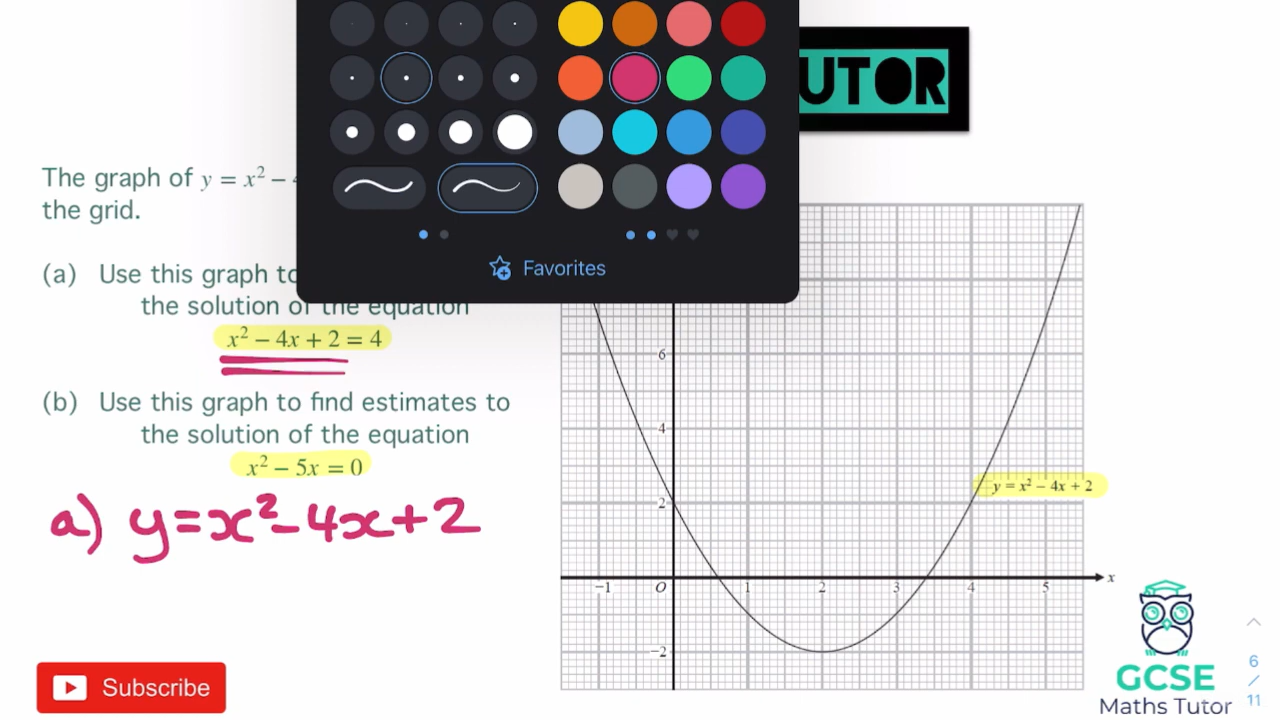 UTOR
Favorites
The graph of y = x² –
the grid.
(a) Use this graph to
the solution of the equation
x² – 4x + 2 = 4
(b) Use this graph to find estimates to
the solution of the equation
x² – 5x = 0
a) y=x²-4x+2
6
4
2
y = x² – 4x + 2
–1 O 1 2 3 4 5 x
–2
Subscribe
GCSE
Maths Tutor
6
/
11